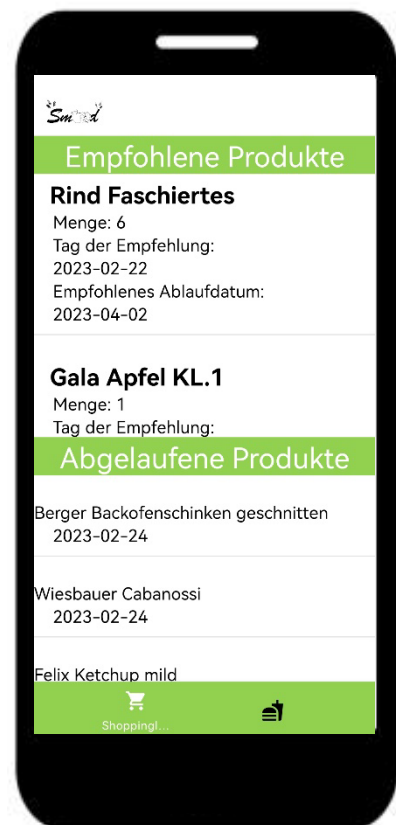 Empfohlene Produkte
Rind Faschiertes
Menge: 6
Tag der Empfehlung:
2023-02-22
Empfohlenes Ablaufdatum:
2023-04-02
Gala Apfel KL.1
Menge: 1
Tag der Empfehlung:
Abgelaufene Produkte
Berger Backofenschinken geschnitten
2023-02-24
Wiesbauer Cabanossi
2023-02-24
Felix Ketchup mild
Shoppingl...